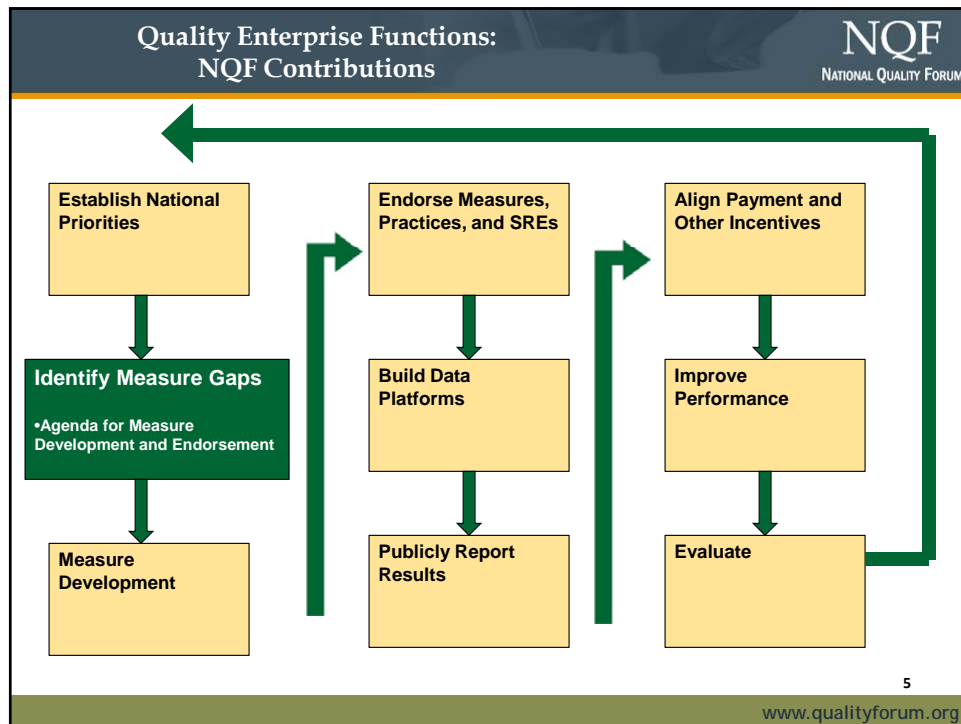 Quality Enterprise Functions:
NQF Contributions
NQF
NATIONAL QUALITY FORUM
Establish National
Priorities
Identify Measure Gaps
•Agenda for Measure
Development and Endorsement
Measure
Development
Endorse Measures,
Practices, and SREs
Build Data
Platforms
Publicly Report
Results
Align Payment and
Other Incentives
Improve
Performance
Evaluate
5
www.qualityforum.org